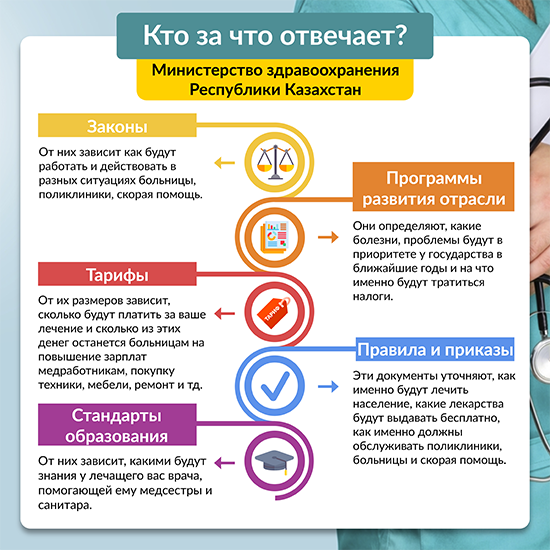 Кто за что отвечает?
Министерство здравоохранения
Республики Казахстан
Законы
От них зависит как будут
работать и действовать в
разных ситуациях больницы,
поликлиники, скорая помощь.
Программы
развития отрасли
Они определяют, какие
болезни, проблемы будут в
приоритете у государства в
ближайшие годы и на что
именно будут тратиться
налоги.
Тарифы
От их размеров зависит,
сколько будут платить за ваше
лечение и сколько из этих
денег останется больницам на
повышение зарплат
медработникам, покупку
техники, мебели, ремонт и тд.
ТАРИФ
Правила и приказы
Эти документы уточняют, как
именно будут лечить
население, какие лекарства
будут выдавать бесплатно,
как именно должны
обслуживать поликлиники,
больницы и скорая помощь.
Стандарты
образования
От них зависит, какими будут
знания у лечащего вас врача,
помогающей ему медсестры и
санитара.